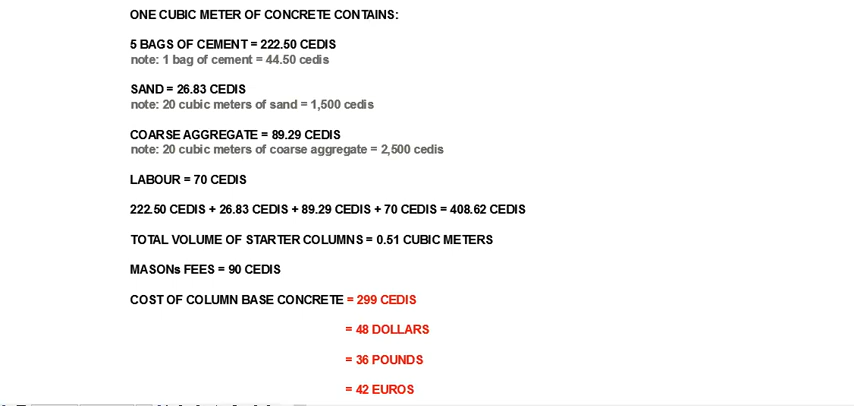 ONE CUBIC METER OF CONCRETE CONTAINS:
5 BAGS OF CEMENT = 222.50 CEDIS
note: 1 bag of cement = 44.50 cedis
SAND = 26.83 CEDIS
note: 20 cubic meters of sand = 1,500 cedis
COARSE AGGREGATE = 89.29 CEDIS
note: 20 cubic meters of coarse aggregate = 2,500 cedis
LABOUR = 70 CEDIS
222.50 CEDIS + 26.83 CEDIS + 89.29 CEDIS + 70 CEDIS = 408.62 CEDIS
TOTAL VOLUME OF STARTER COLUMNS = 0.51 CUBIC METERS
MASONs FEES = 90 CEDIS
COST OF COLUMN BASE CONCRETE = 299 CEDIS
= 48 DOLLARS
= 36 POUNDS
= 42 EUROS